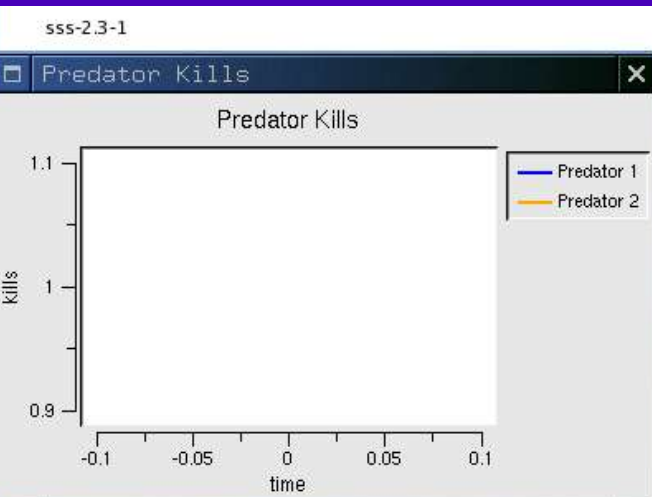 sss-2.3-1
Predator Kills
Predator Kills
1.1
1
0.9
kills
-0.1 -0.05 0 0.05 0.1
time
Predator 1
Predator 2